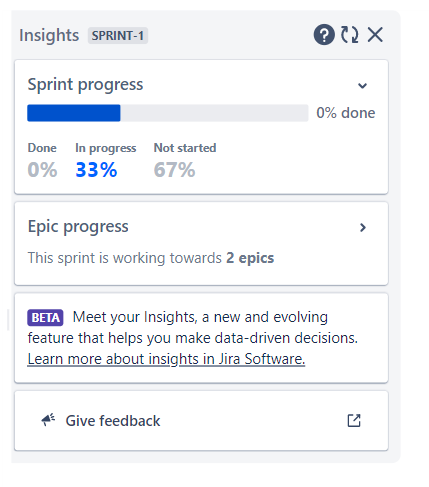 Insights SPRINT-1
Sprint progress
0% done
Done In progress Not started
0% 33% 67%
Epic progress
This sprint is working towards 2 epics
BETA Meet your Insights, a new and evolving
feature that helps you make data-driven decisions.
Learn more about insights in Jira Software.
Give feedback